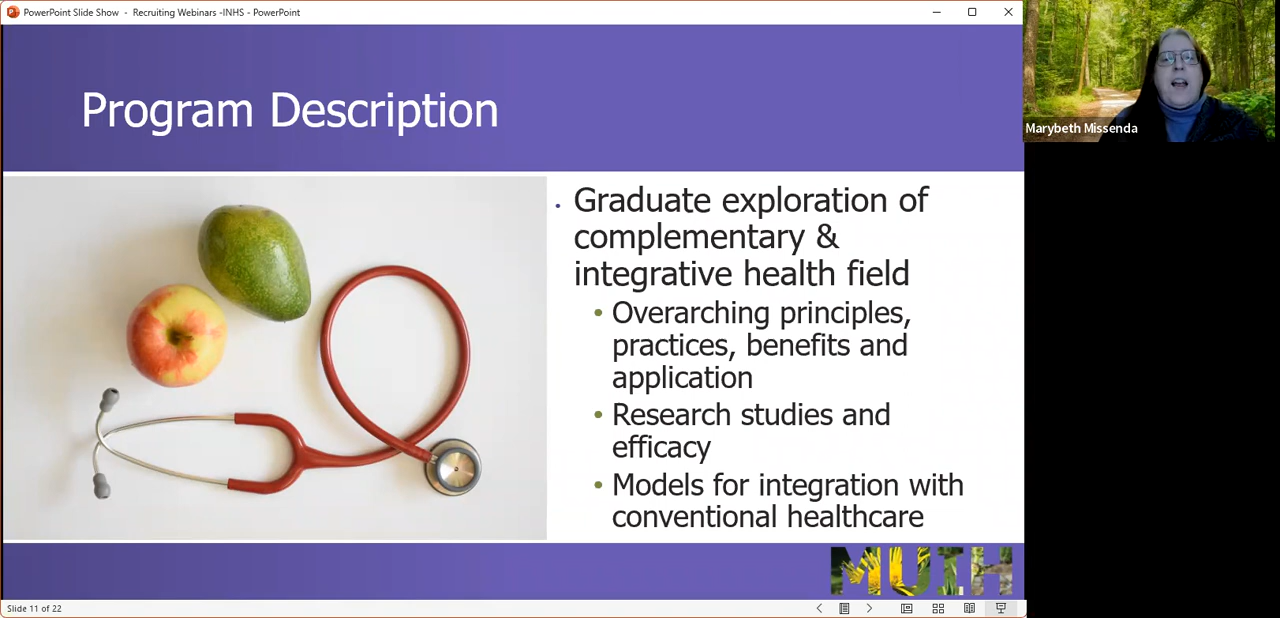 PowerPoint Slide Show - Recruiting Webinars -INHS - PowerPoint
Program Description
Marybeth Missenda
• Graduate exploration of
complementary &
integrative health field
• Overarching principles,
practices, benefits and
application
• Research studies and
efficacy
• Models for integration with
conventional healthcare
MUIH
Slide 11 of 22